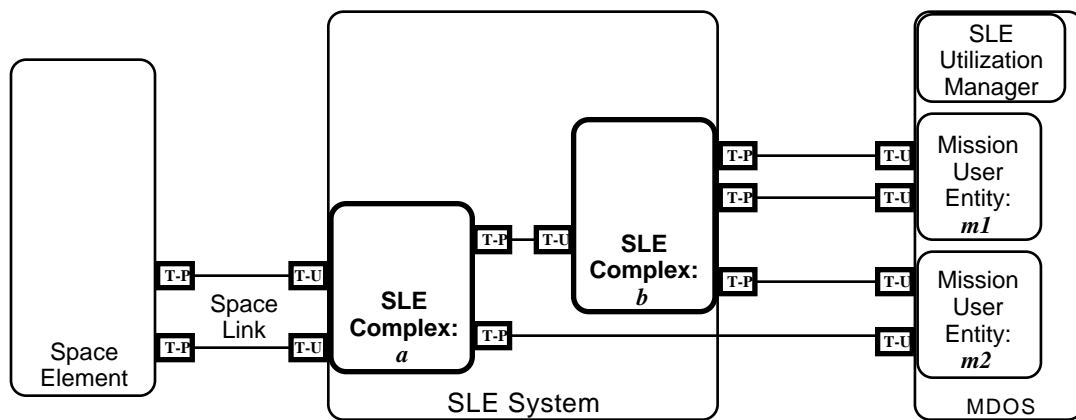 SLE
Utilization
Manager
T-P
T-U
Mission
User
Entity:
m1
T-P
T-U
T-P
T-U
SLE
Complex:
b
T-P
T-U
Mission
User
Entity:
m2
T-P
T-U
Space
Link
T-P
T-U
SLE
Complex:
a
T-P
T-U
Space
Element
SLE System
MDOS
T-P
T-U